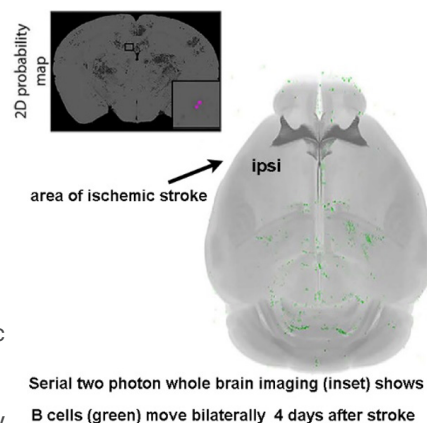 2D probability
map
ipsi
area of ischemic stroke
c
Serial two photon whole brain imaging (inset) shows
B cells (green) move bilaterally 4 days after stroke